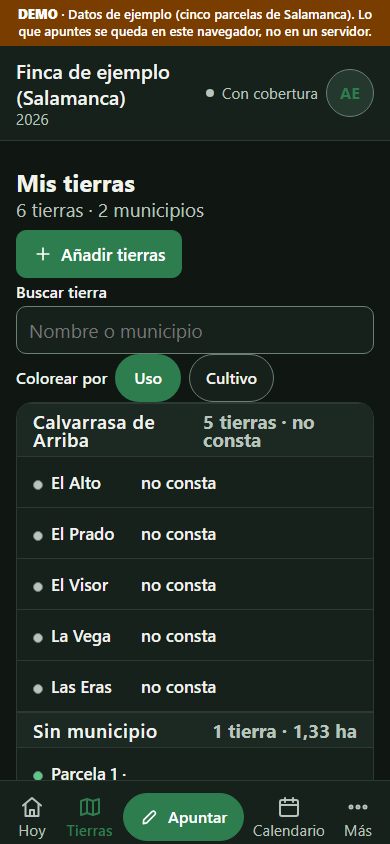 DEMO · Datos de ejemplo (cinco parcelas de Salamanca). Lo
que apuntes se queda en este navegador, no en un servidor.
Finca de ejemplo
(Salamanca)
2026
Con cobertura
AE
Mis tierras
6 tierras · 2 municipios
+ Añadir tierras
Buscar tierra
Nombre o municipio
Colorear por Uso Cultivo
Calvarrasa de
Arriba
5 tierras · no
consta
El Alto no consta
El Prado no consta
El Visor no consta
La Vega no consta
Las Eras no consta
Sin municipio 1 tierra · 1,33 ha
Parcela 1 ·
Hoy Tierras Apuntar Calendario Más